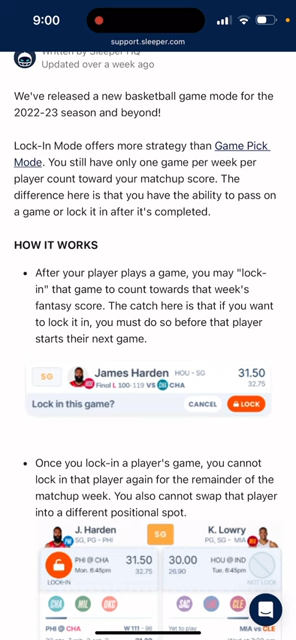 9:00
support.sleeper.com
Written by Sleeper HQ
Updated over a week ago
We've released a new basketball game mode for the
2022-23 season and beyond!
Lock-In Mode offers more strategy than Game Pick
Mode. You still have only one game per week per
player count toward your matchup score. The
difference here is that you have the ability to pass on
a game or lock it in after it's completed.
HOW IT WORKS
• After your player plays a game, you may "lock-
in" that game to count towards that week's
fantasy score. The catch here is that if you want
to lock it in, you must do so before that player
starts their next game.
SG James Harden HOU - SG 31.50
Final L 100-119 VS CHA 32.75
Lock in this game? CANCEL LOCK
• Once you lock-in a player's game, you cannot
lock in that player again for the remainder of the
matchup week. You also cannot swap that player
into a different positional spot.
J. Harden SG K. Lowry
SG, PG - PHI PG, SG - MIA
PHI @ CHA 31.50 30.00 HOU @ IND
Mon. 6:45pm 32.75 26.90 Tue. 6:45pm
LOCK-IN NOT LOCK
CHA MIL OKC SAC CLE
PHI @ CHA W 111 - 98 Yet to play MIA vs CLE